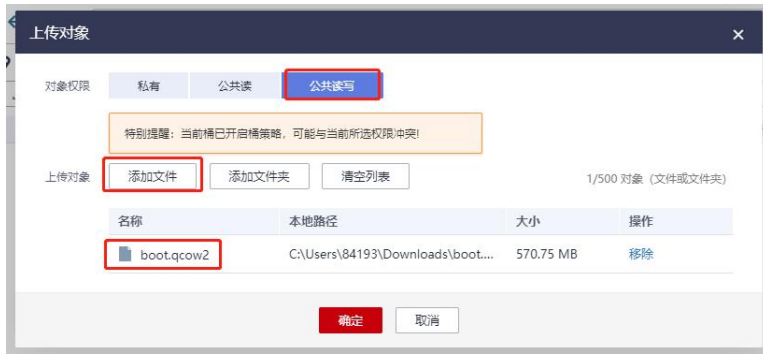 上传对象
对象权限 私有 公共读 公共读写
特别提醒：当前桶已开启桶策略，可能与当前所选权限冲突!
上传对象 添加文件 添加文件夹 清空列表 1/500 对象（文件或文件夹）
名称 本地路径 大小 操作
boot.qcow2 C:\Users\84193\Downloads\boot.... 570.75 MB 移除
确定 取消